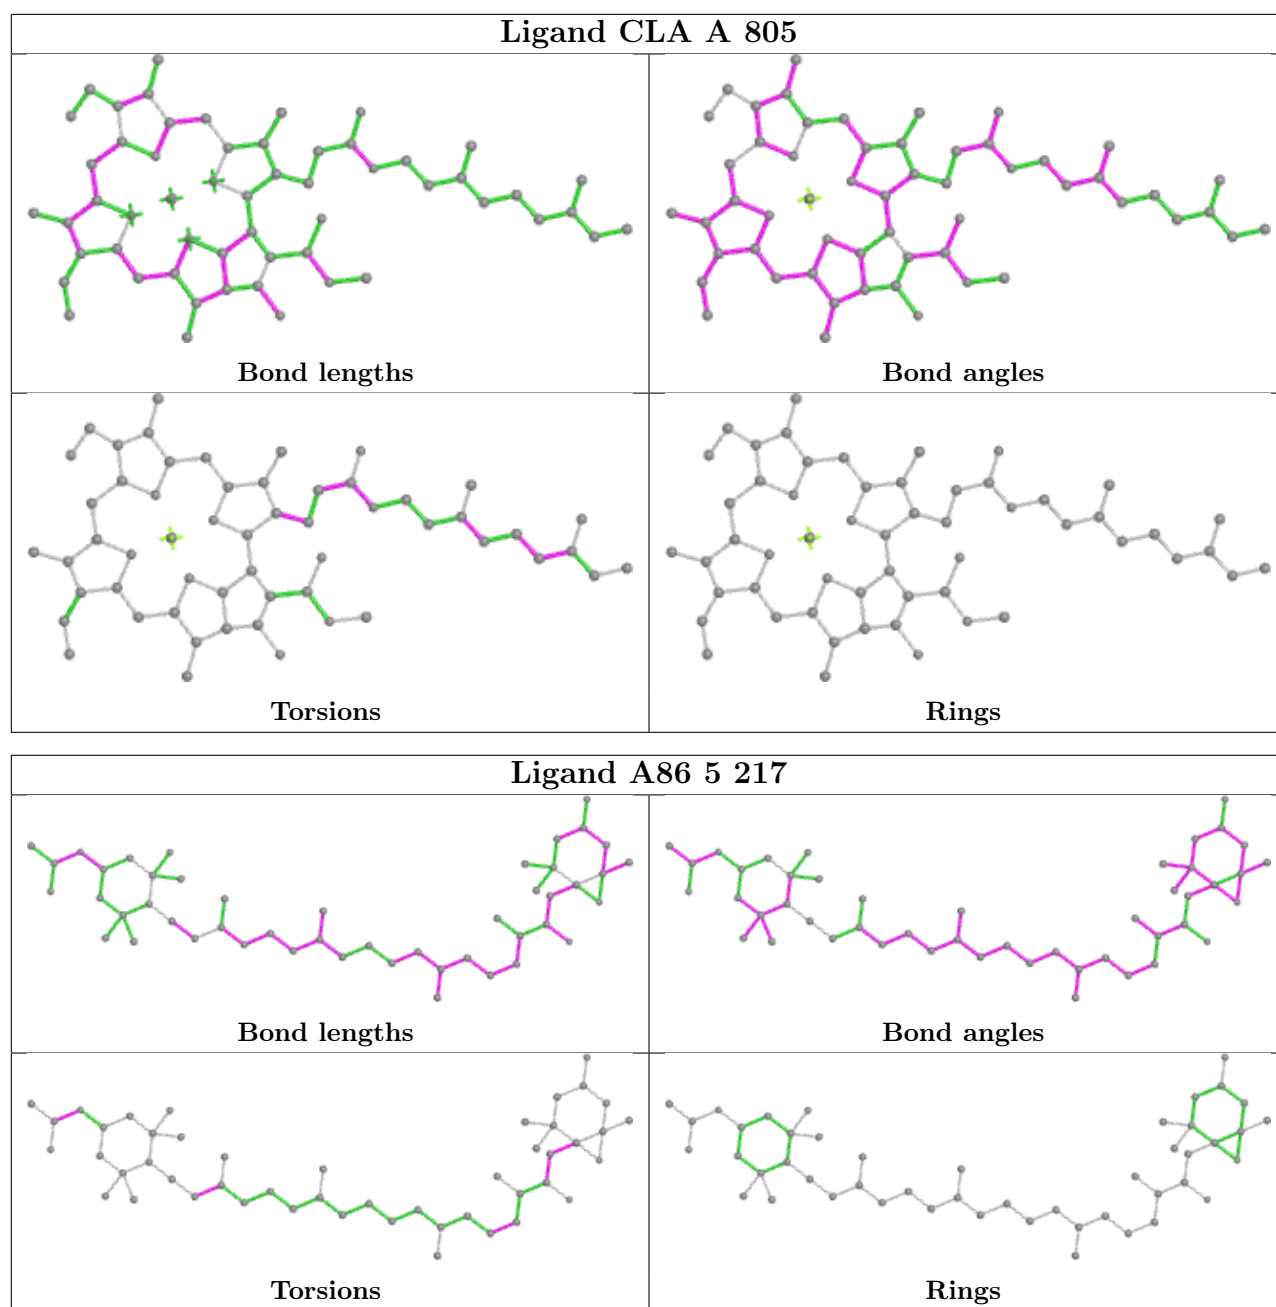 Ligand CLA A 805
Bond lengths
Bond angles
Torsions
Rings
Ligand A86 5 217
Bond lengths
Bond angles
Torsions
Rings